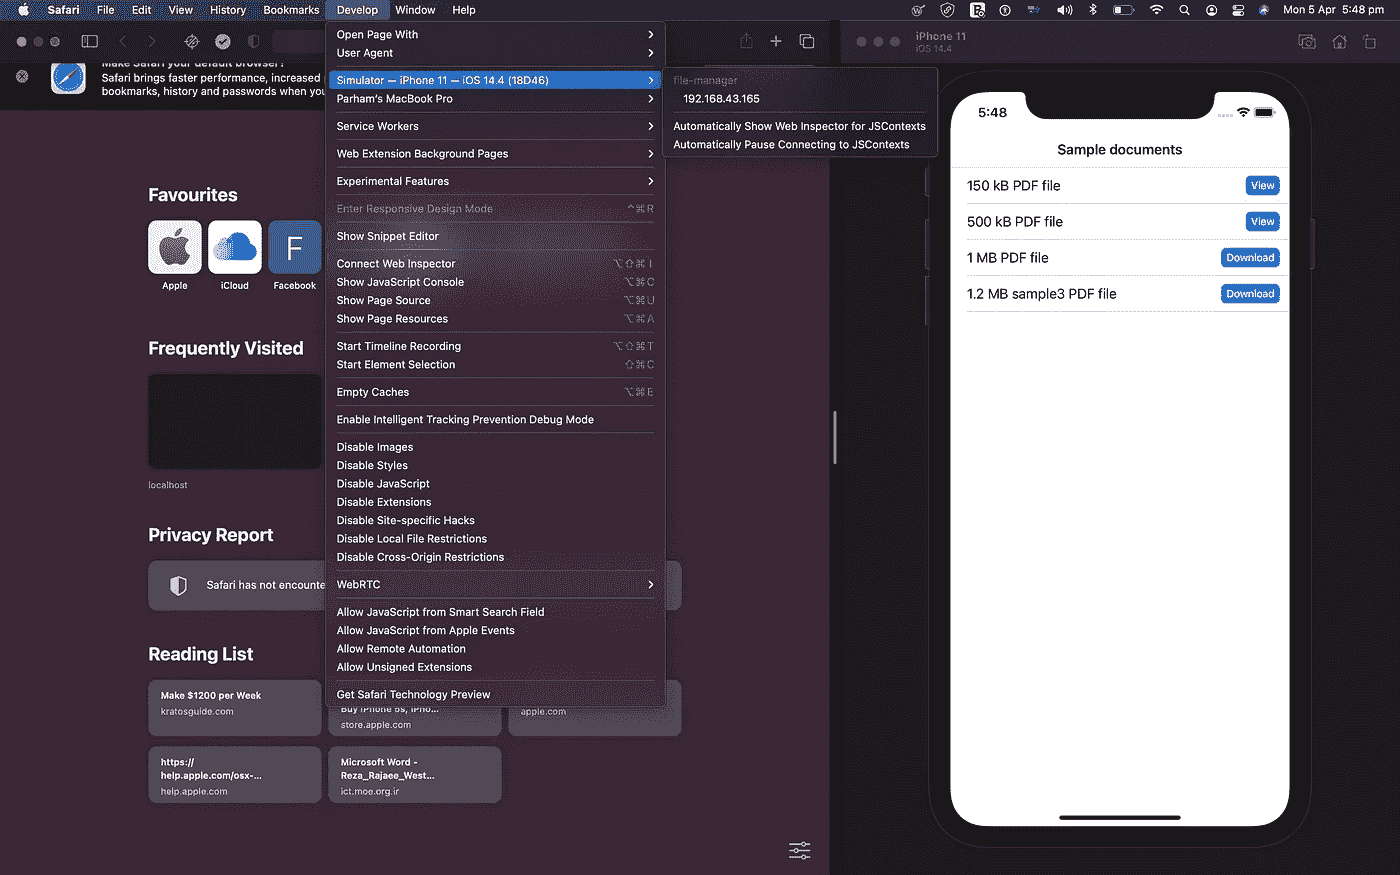 Safari File Edit View History Bookmarks Develop Window Help
Mon 5 Apr 5:48 pm
Make Safari your default browser?
Safari brings faster performance, increased
bookmarks, history and passwords when you
Favourites
Apple
iCloud
F
Facebook
Frequently Visited
localhost
Privacy Report
Safari has not encounte
Reading List
Make $1200 per Week
kratosguide.com
Buy iPhone 5s, iPho...
store.apple.com
apple.com
https://
help.apple.com/osx-...
help.apple.com
Microsoft Word -
Reza_Rajaee_West...
ict.moe.org.ir
Open Page With
User Agent
Simulator — iPhone 11 — iOS 14.4 (18D46)
Parham's MacBook Pro
Service Workers
Web Extension Background Pages
Experimental Features
Enter Responsive Design Mode ⌃⌘R
Show Snippet Editor
Connect Web Inspector ⌥⇧⌘I
Show JavaScript Console ⌥⌘C
Show Page Source ⌥⌘U
Show Page Resources ⌥⌘A
Start Timeline Recording ⌥⇧⌘T
Start Element Selection ⇧⌘C
Empty Caches ⌥⌘E
Enable Intelligent Tracking Prevention Debug Mode
Disable Images
Disable Styles
Disable JavaScript
Disable Extensions
Disable Site-specific Hacks
Disable Local File Restrictions
Disable Cross-Origin Restrictions
WebRTC
Allow JavaScript from Smart Search Field
Allow JavaScript from Apple Events
Allow Remote Automation
Allow Unsigned Extensions
Get Safari Technology Preview
file-manager
192.168.43.165
Automatically Show Web Inspector for JSContexts
Automatically Pause Connecting to JSContexts
iPhone 11
iOS 14.4
5:48
Sample documents
150 kB PDF file View
500 kB PDF file View
1 MB PDF file Download
1.2 MB sample3 PDF file Download